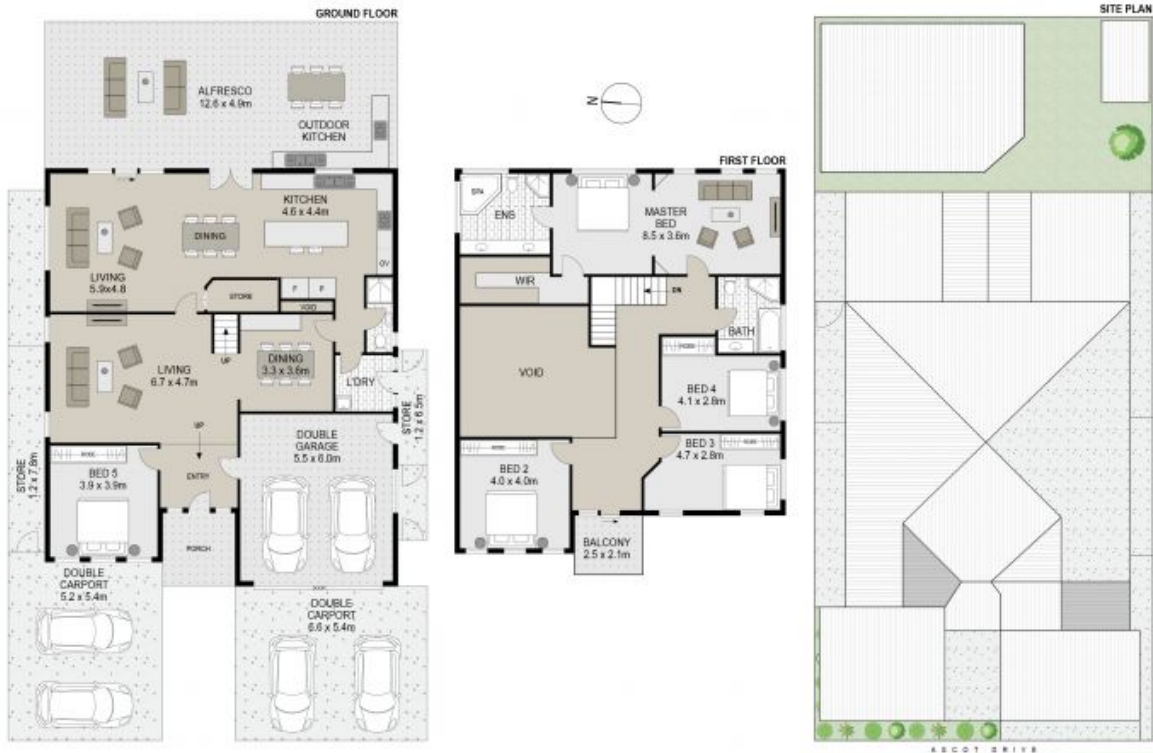 GROUND FLOOR
ALFRESCO
12.6 x 4.9m
OUTDOOR
KITCHEN
KITCHEN
4.6 x 4.4m
DINING
LIVING
5.9x4.8
OV
STORE
F F
VOID
UP
LIVING
6.7 x 4.7m
DINING
3.3 x 3.6m
L'DRY
STORE
1.2 x 6.5m
UP
DOUBLE
GARAGE
5.5 x 6.0m
ROBE
BED 5
3.9 x 3.9m
ENTRY
STORE
1.2 x 7.8m
PORCH
DOUBLE
CARPORT
5.2 x 5.4m
DOUBLE
CARPORT
6.6 x 5.4m
N
FIRST FLOOR
SPA
ENS
MASTER
BED
8.5 x 3.6m
WIR
DN
BATH
VOID
ROBE
BED 4
4.1 x 2.8m
BED 3
4.7 x 2.8m
ROBE
ROBE
BED 2
4.0 x 4.0m
BALCONY
2.5 x 2.1m
SITE PLAN
ASCOT DRIVE